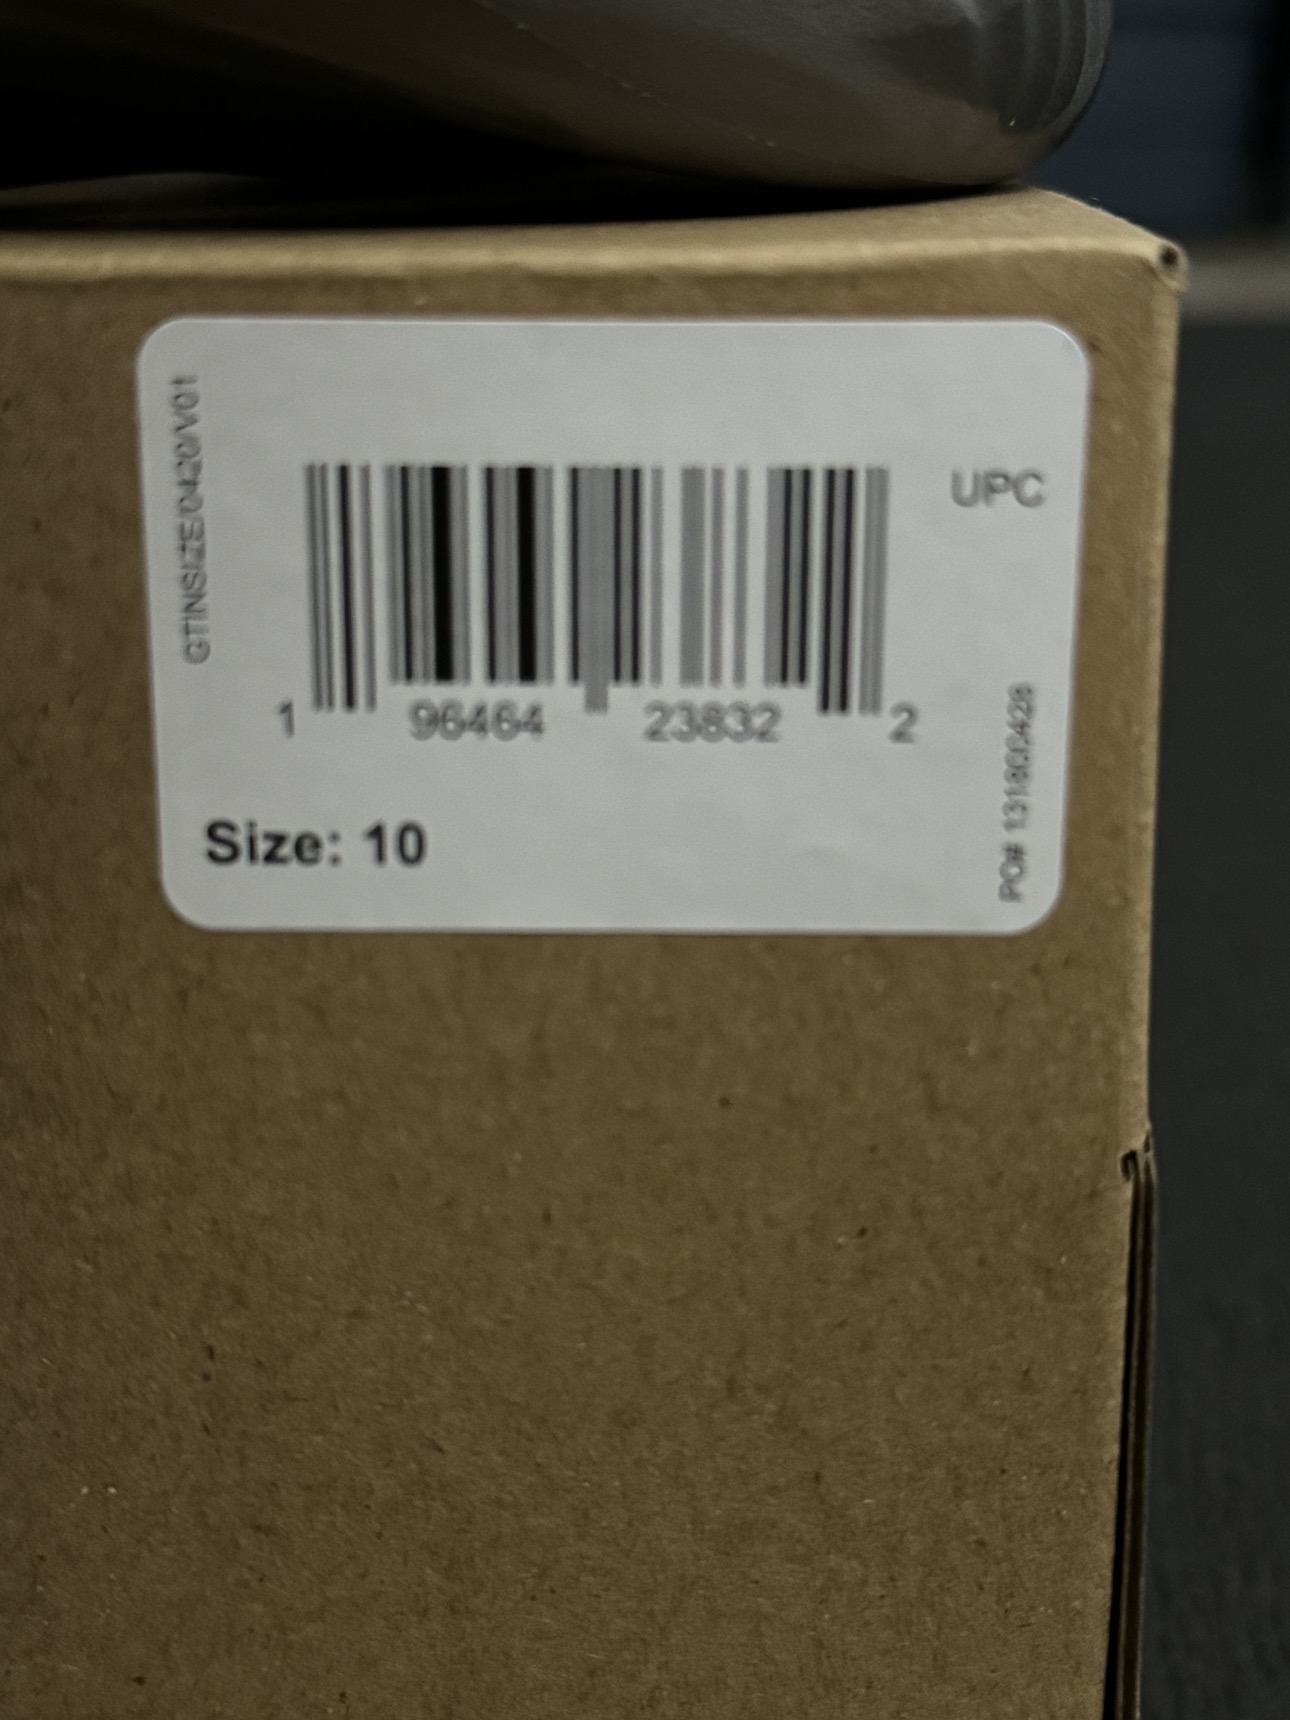 GTINSIZE/0420/V01
UPC
1 96464 23832 2
Size: 10
PO# 131800428